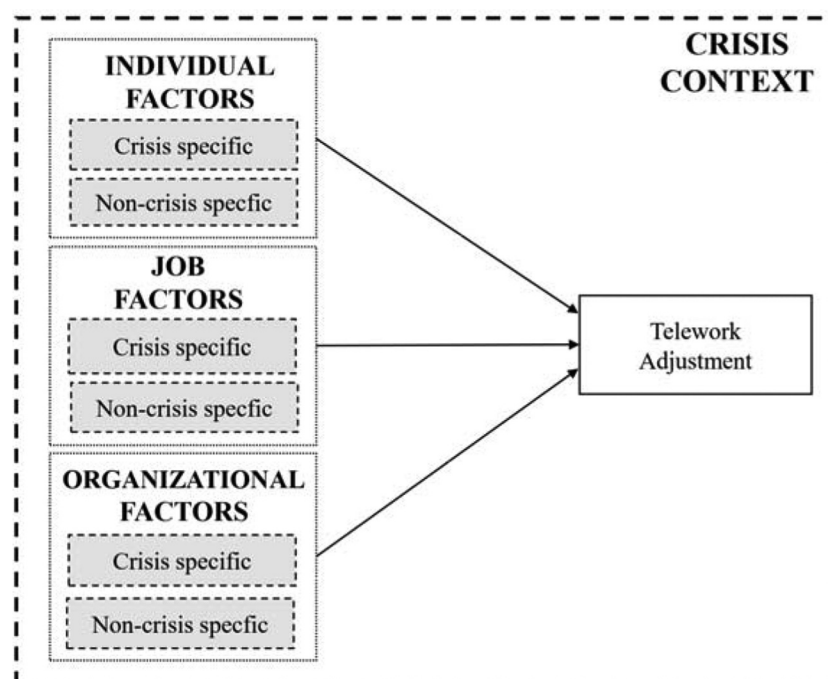 CRISIS
CONTEXT
INDIVIDUAL
FACTORS
Crisis specific
Non-crisis specfic
JOB
FACTORS
Crisis specific
Non-crisis specfic
ORGANIZATIONAL
FACTORS
Crisis specific
Non-crisis specfic
Telework
Adjustment